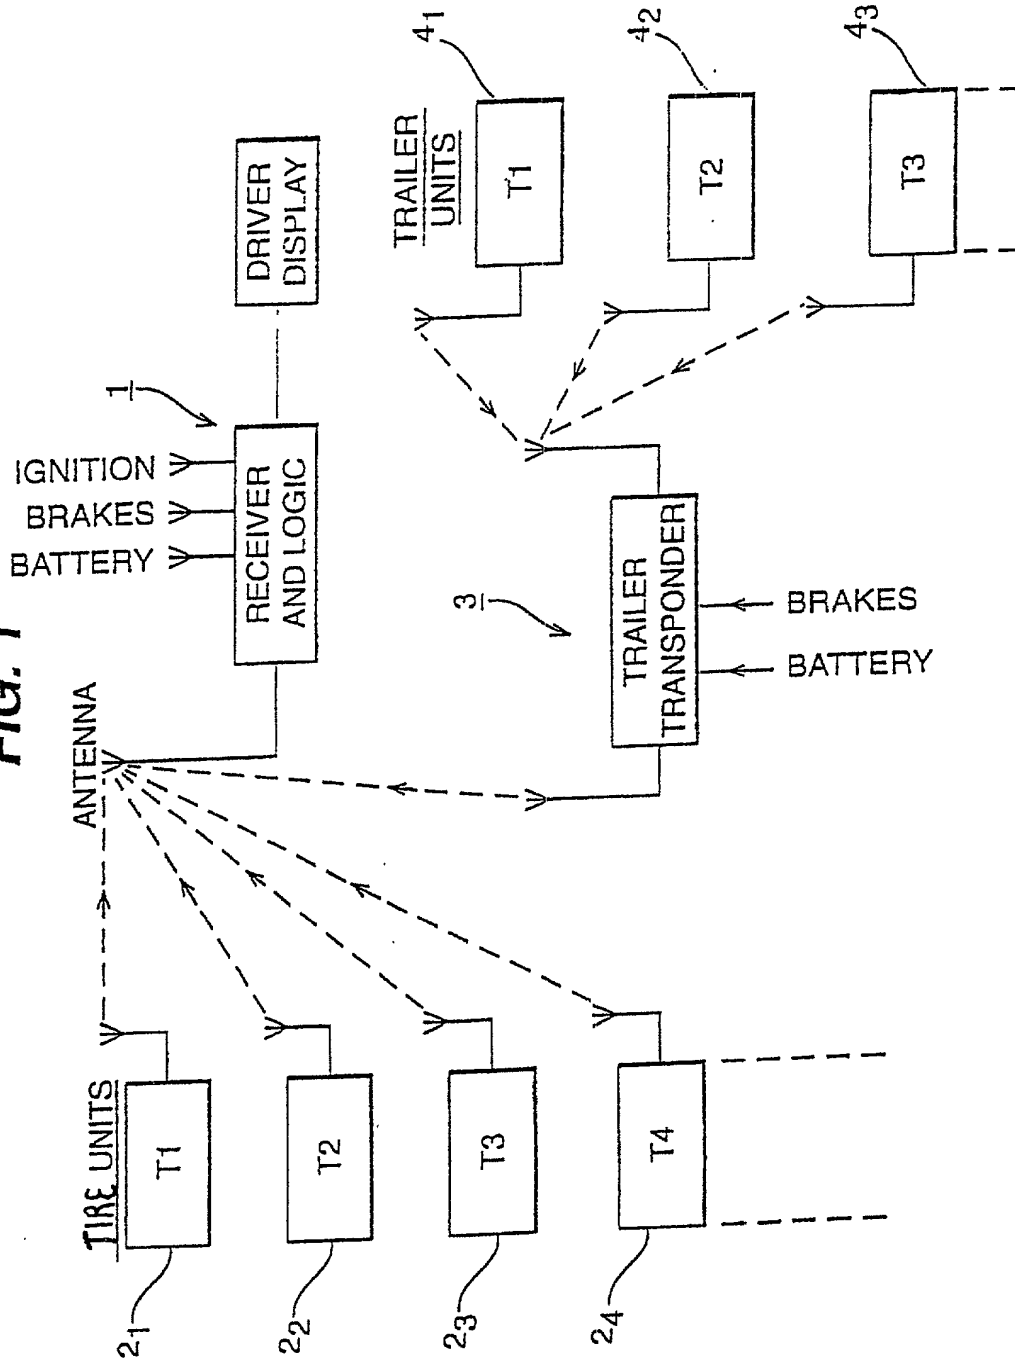 FIG. 1
ANTENNA
IGNITION
BRAKES
BATTERY
1
RECEIVER
AND LOGIC
DRIVER
DISPLAY
TIRE UNITS
T1
T2
T3
T4
21
22
23
24
3
TRAILER
TRANSPONDER
BRAKES
BATTERY
TRAILER
UNITS
T1
T2
T3
41
42
43